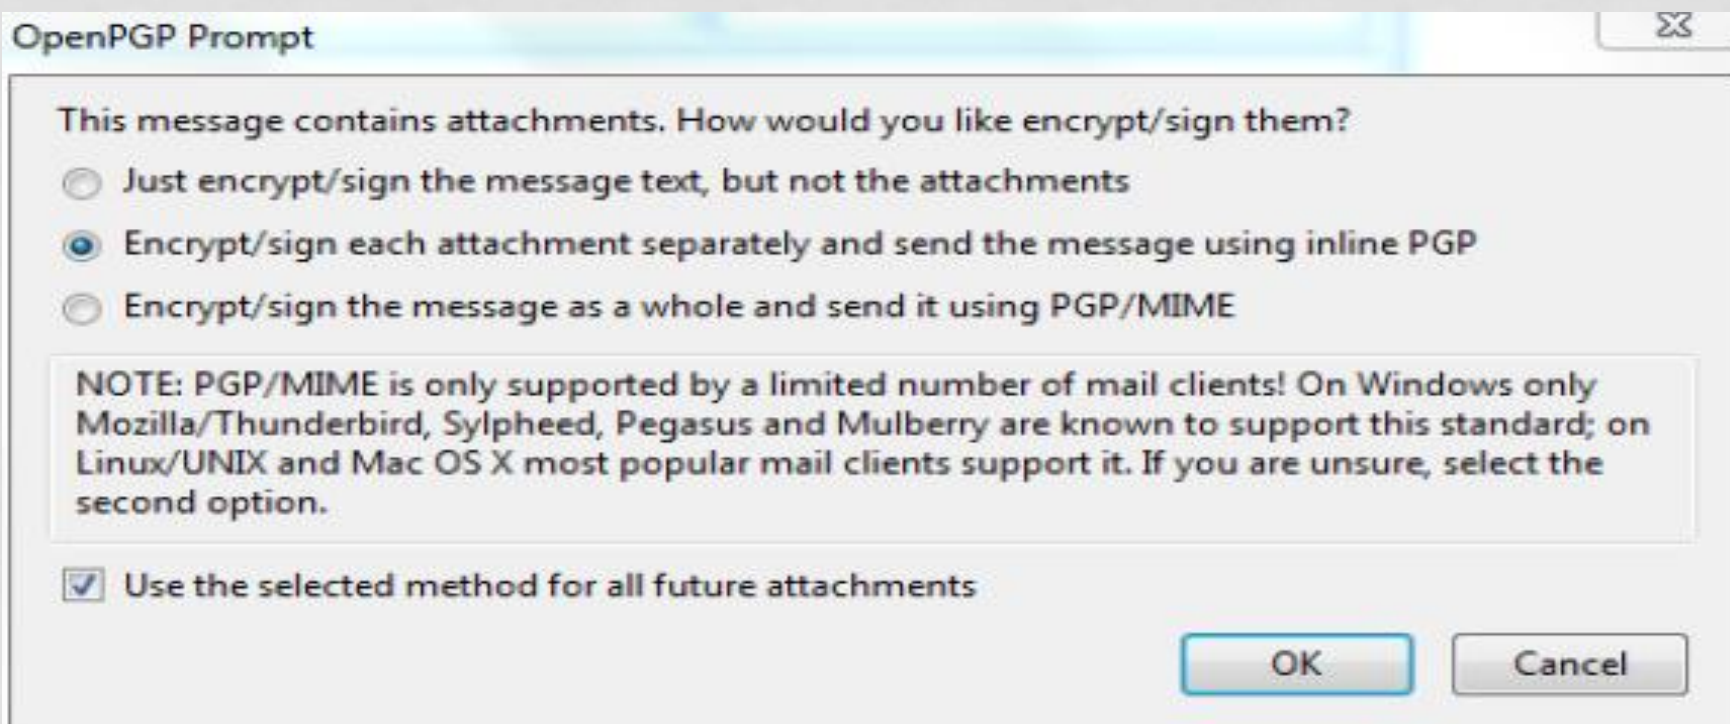 OpenPGP Prompt
This message contains attachments. How would you like encrypt/sign them?
Just encrypt/sign the message text, but not the attachments
Encrypt/sign each attachment separately and send the message using inline PGP
Encrypt/sign the message as a whole and send it using PGP/MIME
NOTE: PGP/MIME is only supported by a limited number of mail clients! On Windows only
Mozilla/Thunderbird, Sylpheed, Pegasus and Mulberry are known to support this standard; on
Linux/UNIX and Mac OS X most popular mail clients support it. If you are unsure, select the
second option.
Use the selected method for all future attachments
OK
Cancel